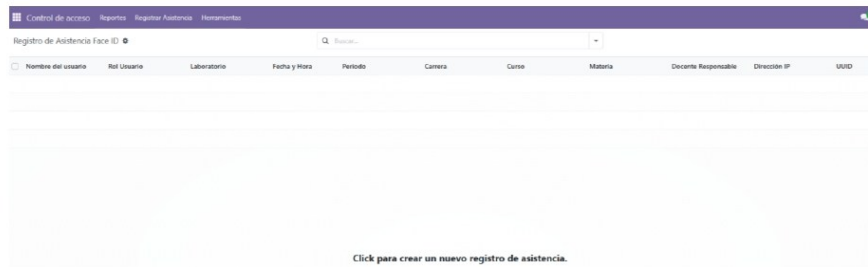 Control de acceso Reportes Registrar Asistencia Herramientas
Registro de Asistencia Face ID Buscar...
Nombre del usuario Rol Usuario Laboratorio Fecha y Hora Periodo Carrera Curso Materia Docente Responsable Dirección IP UUID
Click para crear un nuevo registro de asistencia.